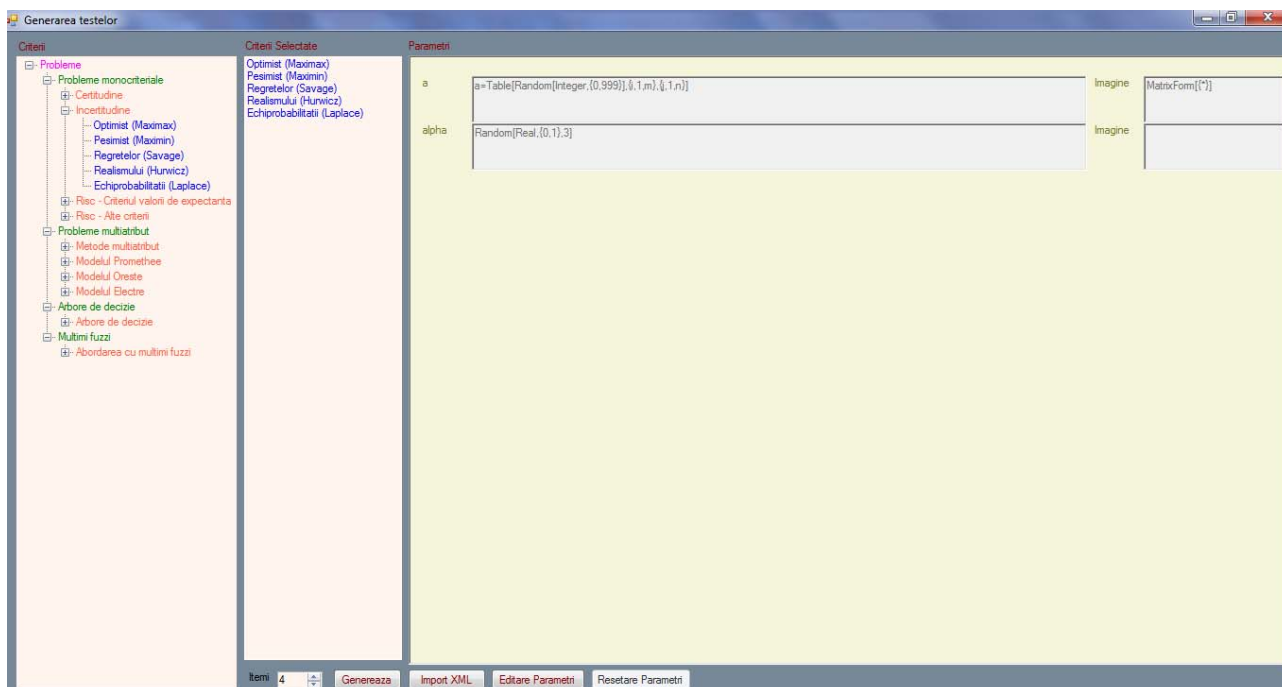 Generarea testelor
Criterii
Probleme
Probleme monocriteriale
Certitudine
Incertitudine
Optimist (Maximax)
Pesimist (Maximin)
Regretelor (Savage)
Realismului (Hurwicz)
Echiprobabilitatii (Laplace)
Risc - Criteriul valorii de expectanta
Risc - Alte criterii
Probleme multiatribut
Metode multiatribut
Modelul Promethee
Modelul Oreste
Modelul Electre
Arbore de decizie
Arbore de decizie
Multimi fuzzi
Abordarea cu multimi fuzzi
Criterii Selectate
Optimist (Maximax)
Pesimist (Maximin)
Regretelor (Savage)
Realismului (Hurwicz)
Echiprobabilitatii (Laplace)
Parametri
a a=Table[Random[Integer,{0,999}],{i,1,m},{j,1,n}] Imagine MatrixForm[{*}]
alpha Random[Real,{0,1},3] Imagine
Itemi 4 Genereaza Import XML Editare Parametri Resetare Parametri